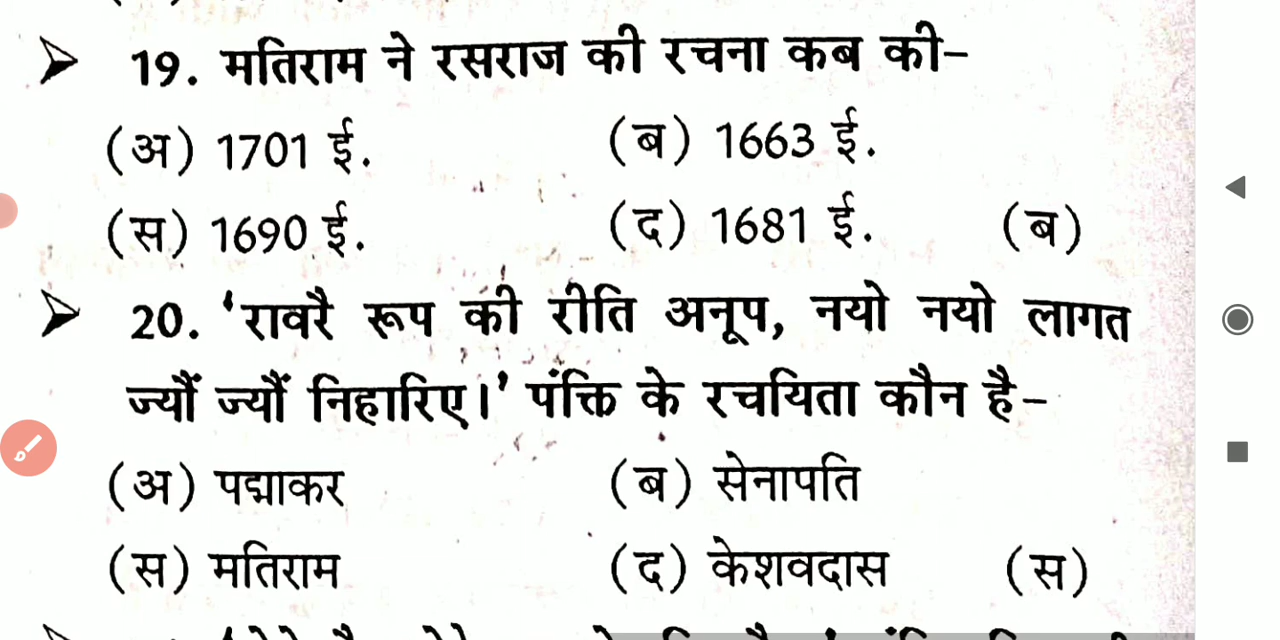 ➢ 19. मतिराम ने रसराज की रचना कब की–
(अ) 1701 ई. (ब) 1663 ई.
(स) 1690 ई. (द) 1681 ई. (ब)
➢ 20. ‘रावरै रूप की रीति अनूप, नयो नयो लागत
ज्यौं ज्यौं निहारिए।’ पंक्ति के रचयिता कौन है–
(अ) पद्माकर (ब) सेनापति
(स) मतिराम (द) केशवदास (स)